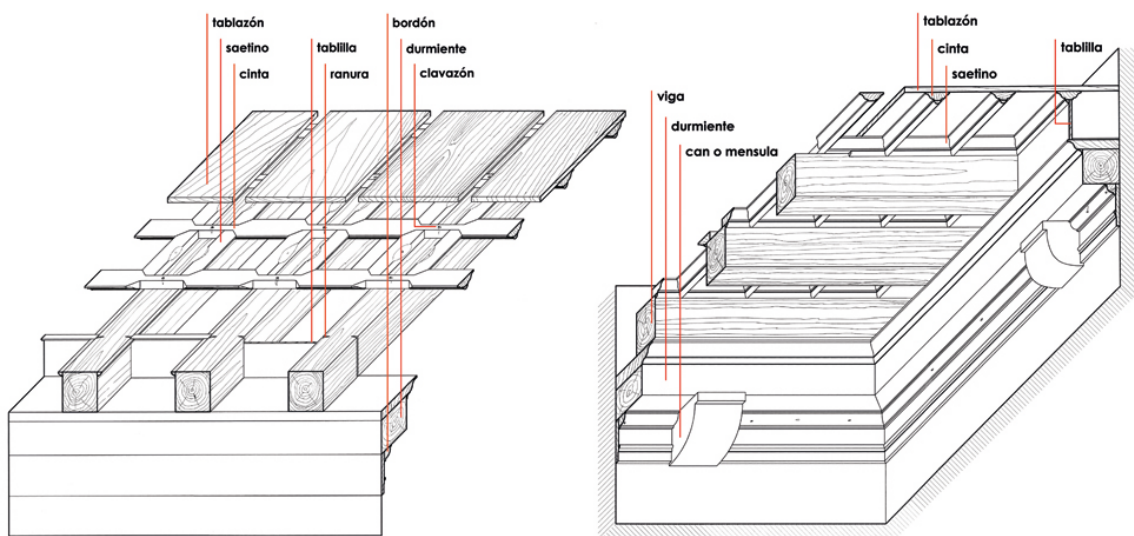 tablazón
saetino
cinta
tablilla
ranura
bordón
durmiente
clavazón
tablazón
cinta
saetino
tablilla
viga
durmiente
can o mensula